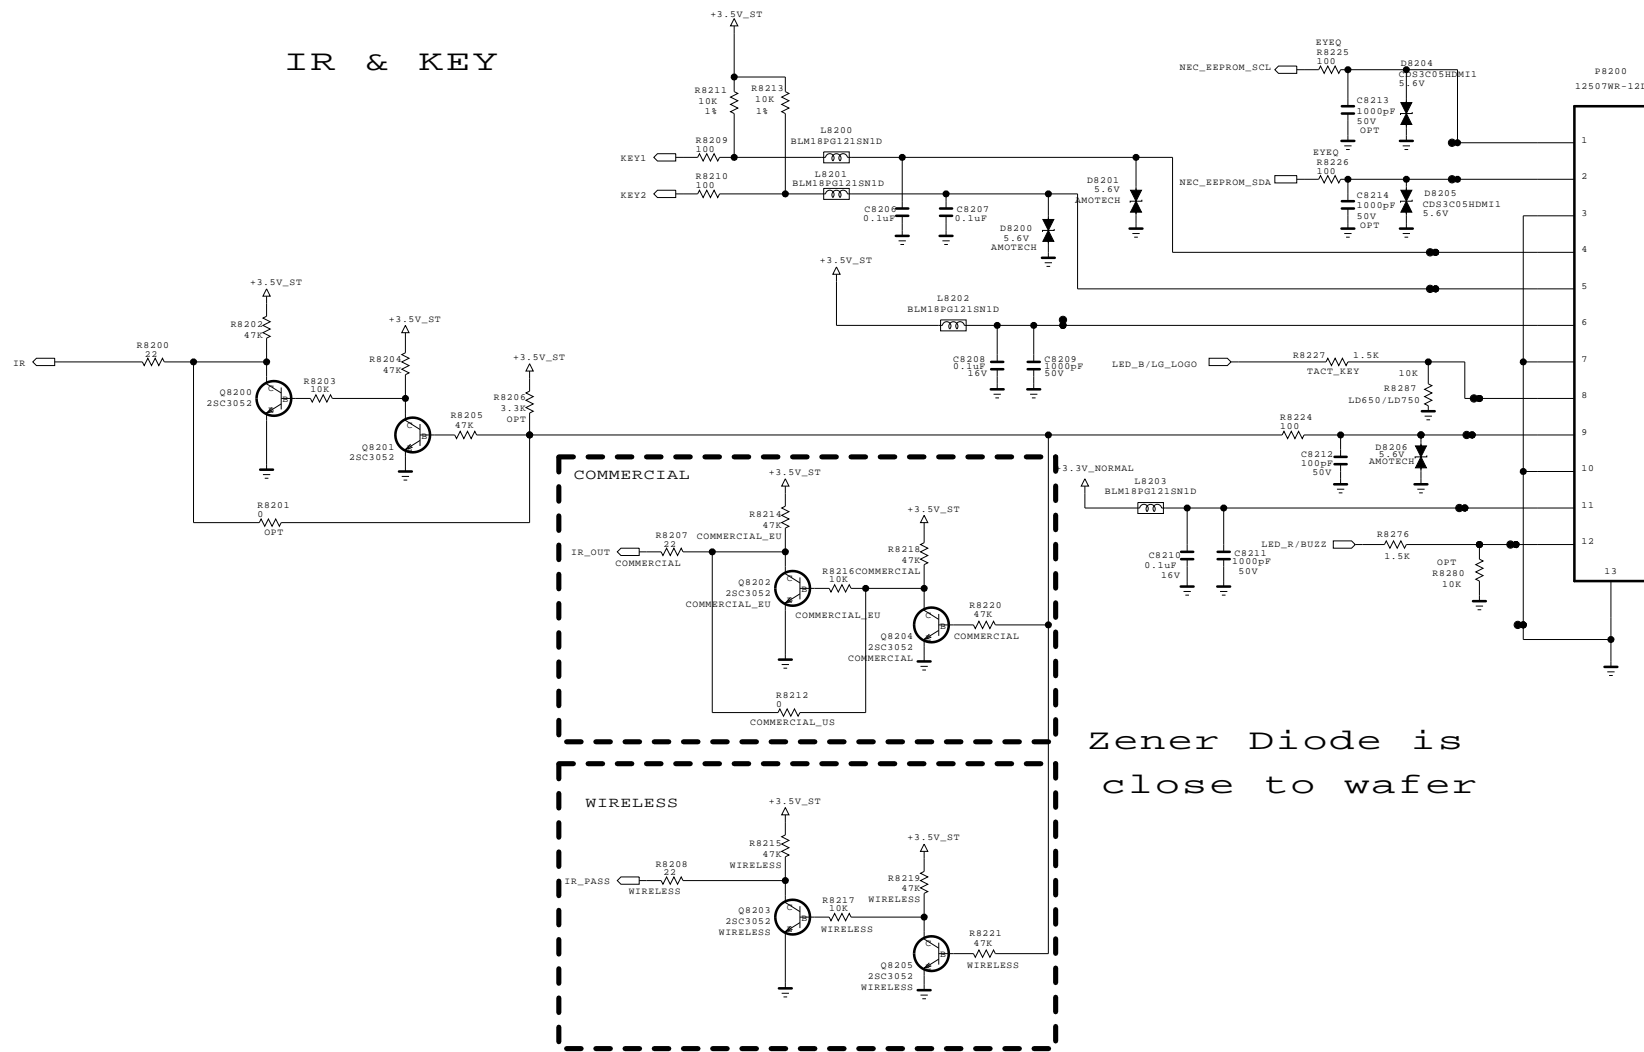 IR & KEY
+3.5V_ST
R8211
10K
1%
R8213
10K
1%
KEY1
R8209
100
L8200
BLM18PG121SN1D
KEY2
R8210
100
L8201
BLM18PG121SN1D
C8206
0.1uF
C8207
0.1uF
D8200
5.6V
AMOTECH
D8201
5.6V
AMOTECH
NEC_EEPROM_SCL
EYEQ
R8225
100
D8204
CDS3C05HDMI1
5.6V
C8213
1000pF
50V
OPT
NEC_EEPROM_SDA
EYEQ
R8226
100
C8214
1000pF
50V
OPT
D8205
CDS3C05HDMI1
5.6V
P8200
12507WR-12L
1
2
3
4
5
6
7
8
9
10
11
12
13
+3.5V_ST
L8202
BLM18PG121SN1D
C8208
0.1uF
16V
C8209
1000pF
50V
LED_B/LG_LOGO
R8227
1.5K
TACT_KEY
10K
R8287
LD650/LD750
R8224
100
C8212
100pF
50V
D8206
5.6V
AMOTECH
+3.3V_NORMAL
L8203
BLM18PG121SN1D
C8210
0.1uF
16V
C8211
1000pF
50V
LED_R/BUZZ
R8276
1.5K
OPT
R8280
10K
IR
R8200
22
+3.5V_ST
R8202
47K
Q8200
2SC3052
C
B
E
R8203
10K
+3.5V_ST
R8204
47K
Q8201
2SC3052
C
B
E
R8205
47K
+3.5V_ST
R8206
3.3K
OPT
R8201
0
OPT
COMMERCIAL
+3.5V_ST
R8214
47K
COMMERCIAL_EU
IR_OUT
R8207
22
COMMERCIAL
Q8202
2SC3052
COMMERCIAL_EU
C
B
E
R8216
10K
COMMERCIAL_EU
+3.5V_ST
R8218
47K
COMMERCIAL
Q8204
2SC3052
COMMERCIAL
C
B
E
R8220
47K
COMMERCIAL
R8212
0
COMMERCIAL_US
Zener Diode is
close to wafer
WIRELESS
+3.5V_ST
R8215
47K
WIRELESS
IR_PASS
R8208
22
WIRELESS
Q8203
2SC3052
WIRELESS
C
B
E
R8217
10K
WIRELESS
+3.5V_ST
R8219
47K
WIRELESS
Q8205
2SC3052
WIRELESS
C
B
E
R8221
47K
WIRELESS